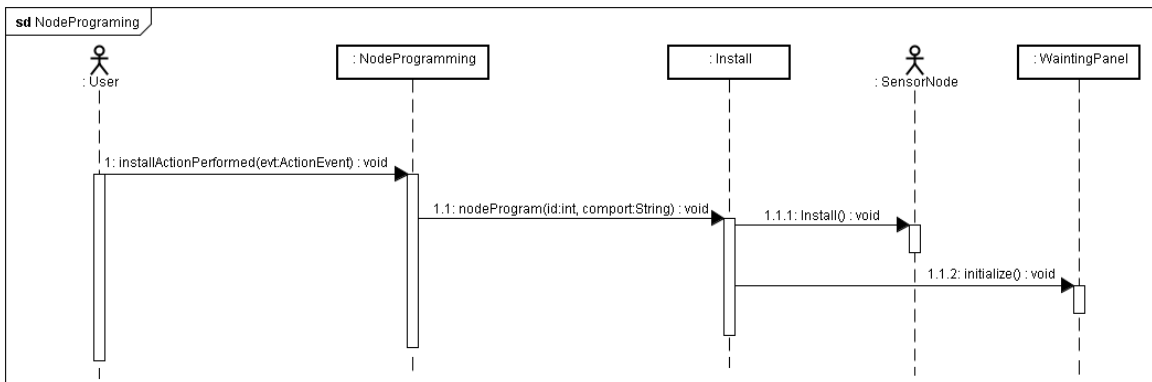 sd NodePrograming
: User
: NodeProgramming
: Install
: SensorNode
: WaintingPanel
1: installActionPerformed(evt:ActionEvent) : void
1.1: nodeProgram(id:int, comport:String) : void
1.1.1: Install() : void
1.1.2: initialize() : void